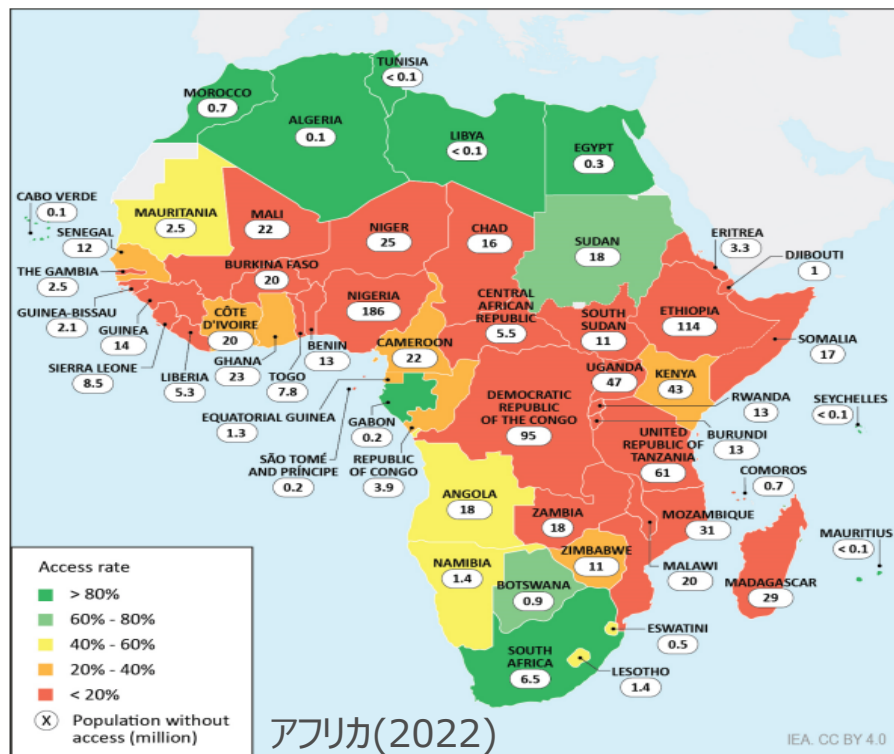 TUNISIA
< 0.1
MOROCCO
0.7
ALGERIA
0.1
LIBYA
< 0.1
EGYPT
0.3
CABO VERDE
0.1
MAURITANIA
2.5
MALI
22
NIGER
25
CHAD
16
SUDAN
18
ERITREA
3.3
DJIBOUTI
1
SENEGAL
12
THE GAMBIA
2.5
GUINEA-BISSAU
2.1
GUINEA
14
SIERRA LEONE
8.5
LIBERIA
5.3
BURKINA FASO
20
CÔTE
D'IVOIRE
20
GHANA
23
TOGO
7.8
BENIN
13
NIGERIA
186
CAMEROON
22
CENTRAL
AFRICAN
REPUBLIC
5.5
SOUTH
SUDAN
11
ETHIOPIA
114
SOMALIA
17
UGANDA
47
KENYA
43
RWANDA
13
BURUNDI
13
SEYCHELLES
< 0.1
EQUATORIAL GUINEA
1.3
GABON
0.2
SÃO TOMÉ
AND PRÍNCIPE
0.2
REPUBLIC
OF CONGO
3.9
DEMOCRATIC
REPUBLIC
OF THE CONGO
95
UNITED
REPUBLIC OF
TANZANIA
61
COMOROS
0.7
ANGOLA
18
ZAMBIA
18
MOZAMBIQUE
31
MALAWI
20
MAURITIUS
< 0.1
MADAGASCAR
29
NAMIBIA
1.4
ZIMBABWE
11
BOTSWANA
0.9
ESWATINI
0.5
SOUTH
AFRICA
6.5
LESOTHO
1.4
Access rate
> 80%
60% - 80%
40% - 60%
20% - 40%
< 20%
X Population without
access (million)
アフリカ(2022)
IEA. CC BY 4.0